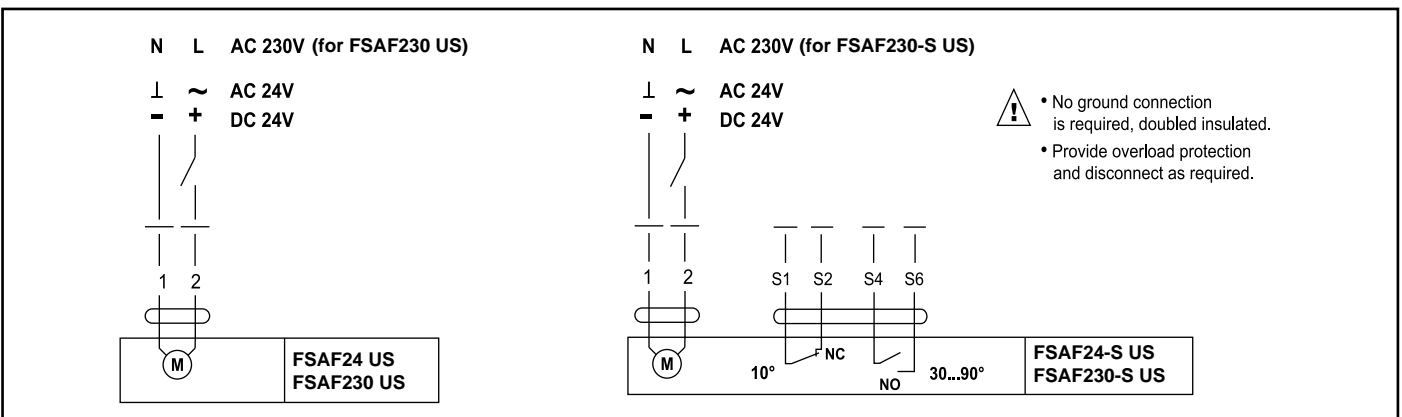 N L AC 230V (for FSAF230 US)
⊥ ~ AC 24V
- + DC 24V
1 2
M
FSAF24 US
FSAF230 US
N L AC 230V (for FSAF230-S US)
⊥ ~ AC 24V
- + DC 24V
1 2 S1 S2 S4 S6
M
10° NC
NO 30...90°
FSAF24-S US
FSAF230-S US
!
• No ground connection
is required, doubled insulated.
• Provide overload protection
and disconnect as required.